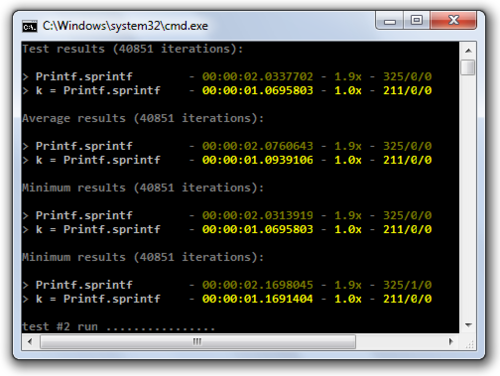 C:\Windows\system32\cmd.exe
Test results (40851 iterations):
> Printf.sprintf - 00:00:02.0337702 - 1.9x - 325/0/0
> k = Printf.sprintf - 00:00:01.0695803 - 1.0x - 211/0/0
Average results (40851 iterations):
> Printf.sprintf - 00:00:02.0760643 - 1.9x - 325/0/0
> k = Printf.sprintf - 00:00:01.0939106 - 1.0x - 211/0/0
Minimum results (40851 iterations):
> Printf.sprintf - 00:00:02.0313919 - 1.9x - 325/0/0
> k = Printf.sprintf - 00:00:01.0695803 - 1.0x - 211/0/0
Minimum results (40851 iterations):
> Printf.sprintf - 00:00:02.1698045 - 1.9x - 325/1/0
> k = Printf.sprintf - 00:00:01.1691404 - 1.0x - 211/0/0
test #2 run ................